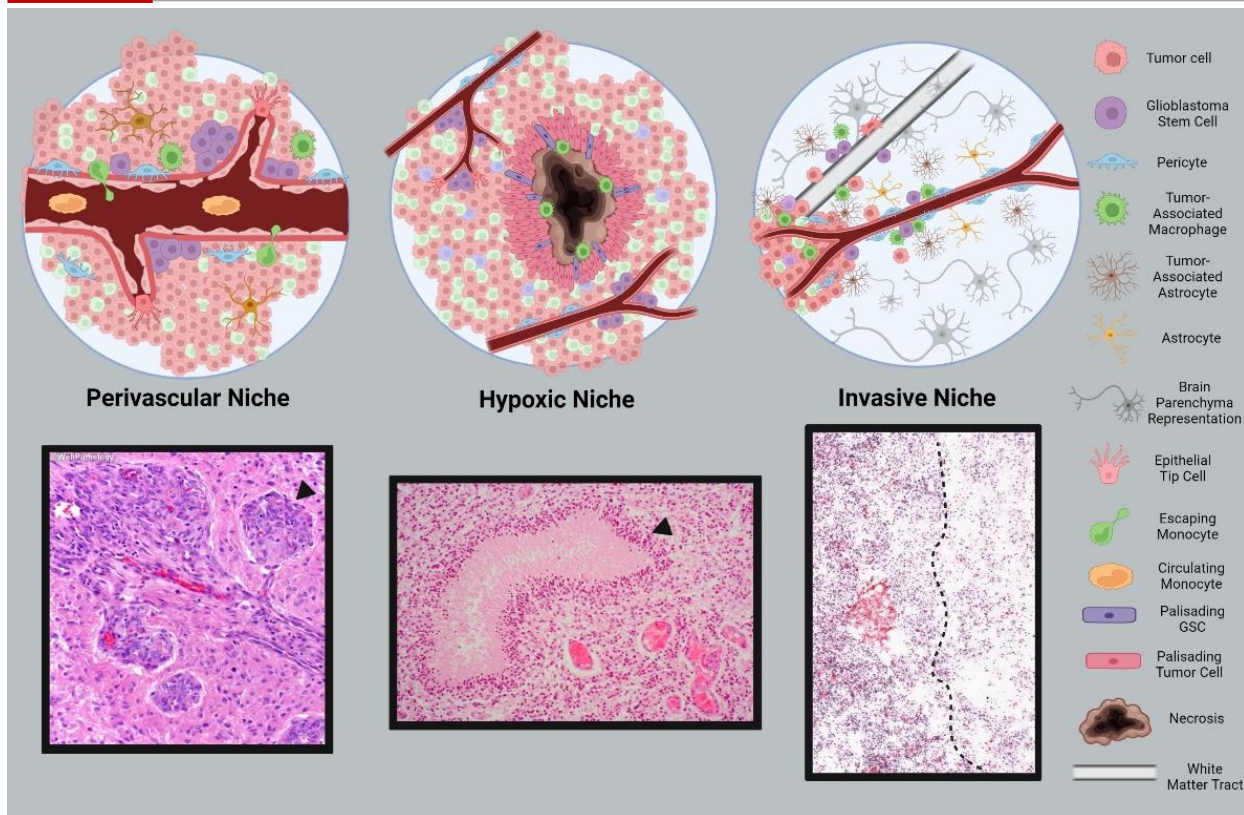 Perivascular Niche
Hypoxic Niche
Invasive Niche
WebPathology
Tumor cell
Glioblastoma
Stem Cell
Pericyte
Tumor-
Associated
Macrophage
Tumor-
Associated
Astrocyte
Astrocyte
Brain
Parenchyma
Representation
Epithelial
Tip Cell
Escaping
Monocyte
Circulating
Monocyte
Palisading
GSC
Palisading
Tumor Cell
Necrosis
White
Matter Tract